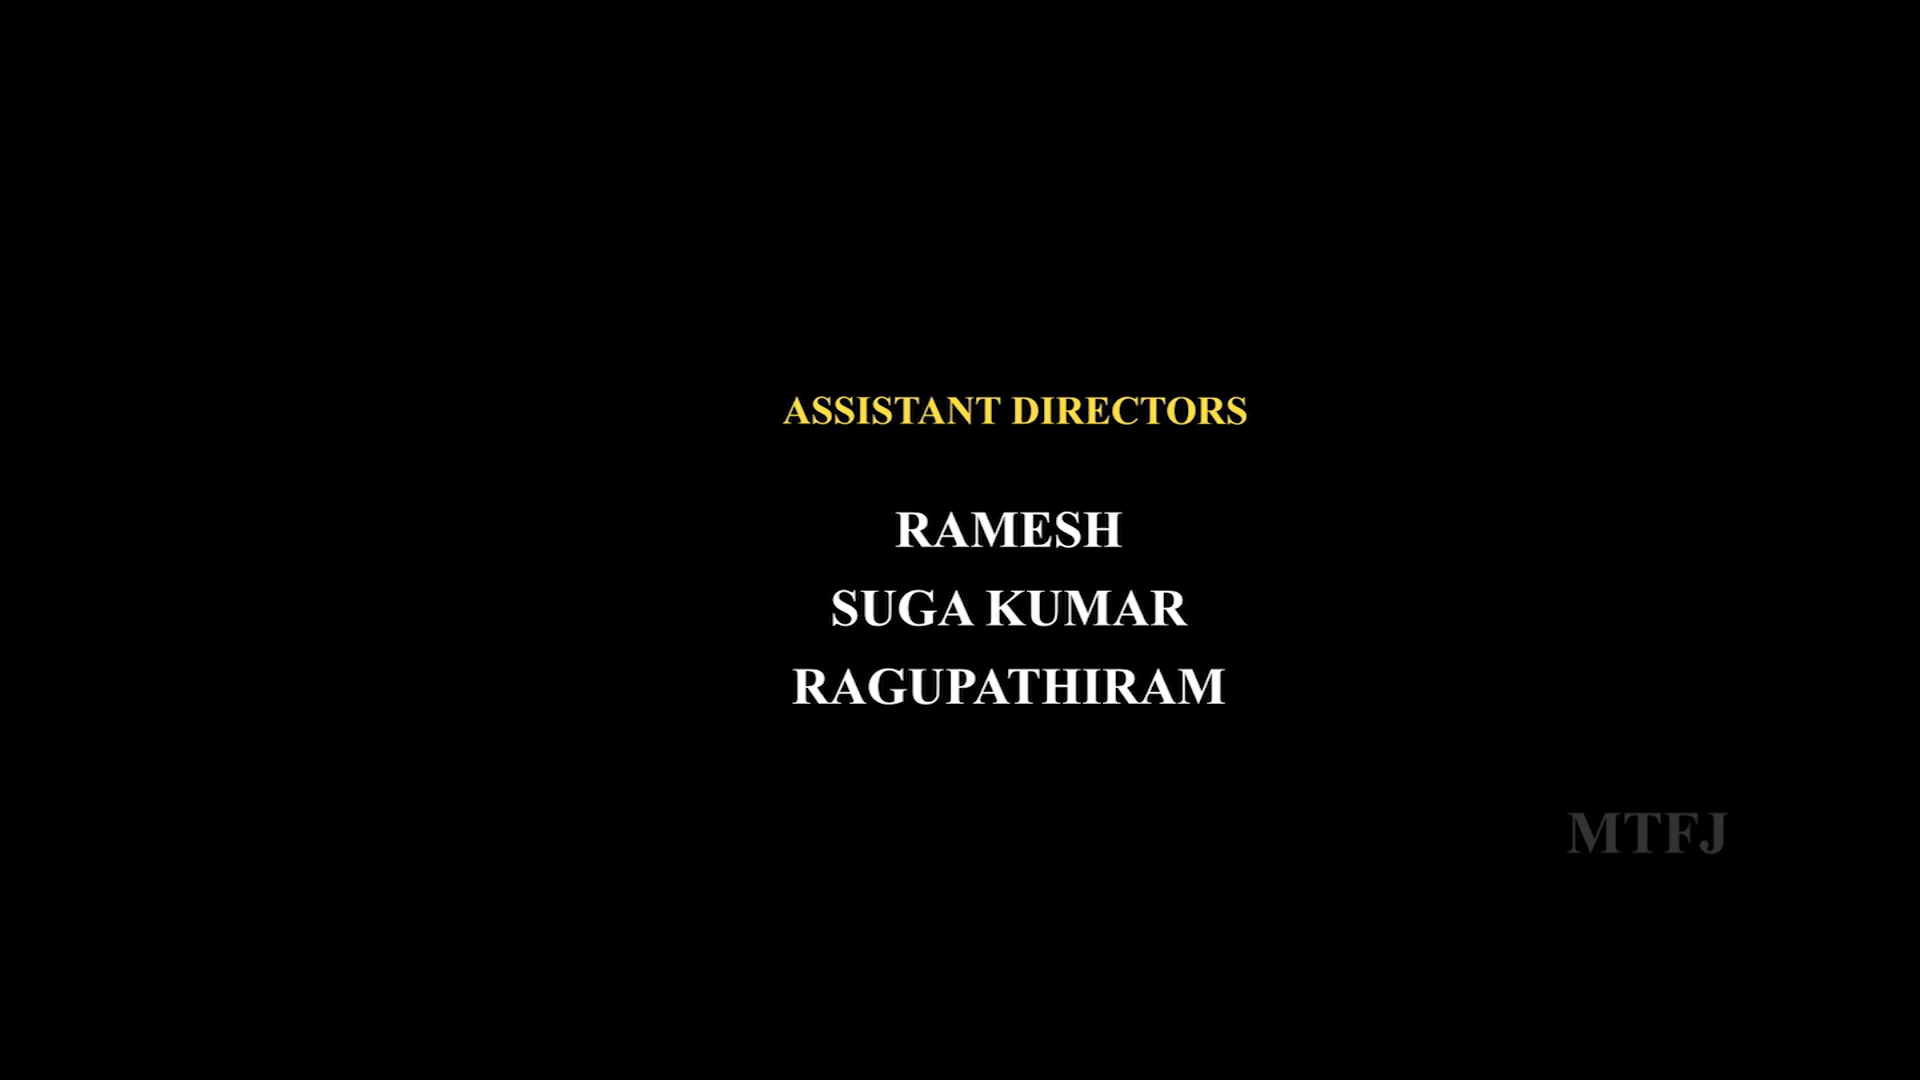 ASSISTANT DIRECTORS
RAMESH
SUGA KUMAR
RAGUPATHIRAM
MTFJ